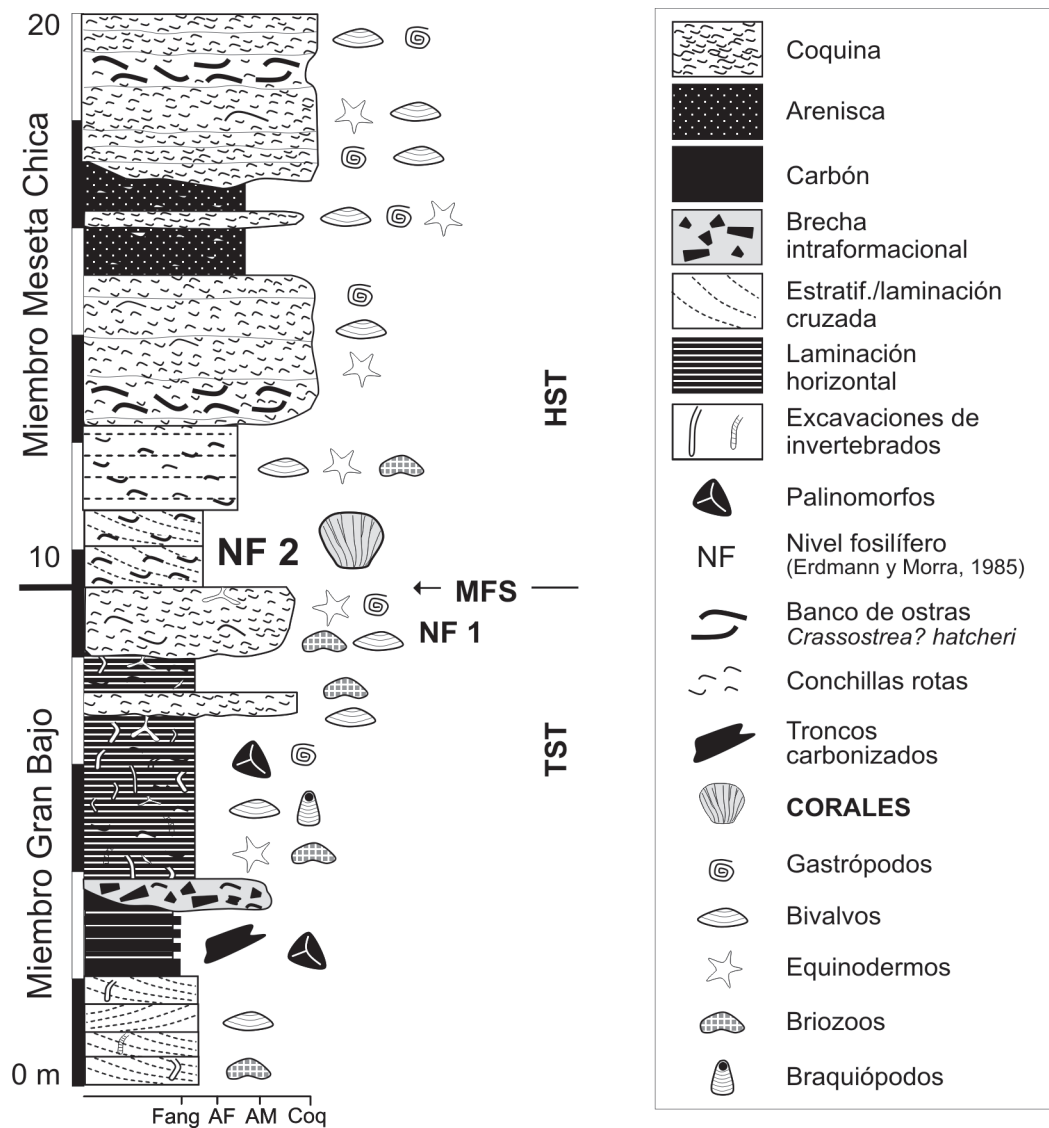 20
Miembro Meseta Chica
HST
NF 2
10
← MFS
NF 1
Miembro Gran Bajo
TST
0 m
Fang AF AM Coq
Coquina
Arenisca
Carbón
Brecha
intraformacional
Estratif./laminación
cruzada
Laminación
horizontal
Excavaciones de
invertebrados
Palinomorfos
NF
Nivel fosilífero
(Erdmann y Morra, 1985)
Banco de ostras
Crassostrea? hatcheri
Conchillas rotas
Troncos
carbonizados
CORALES
Gastrópodos
Bivalvos
Equinodermos
Briozoos
Braquiópodos